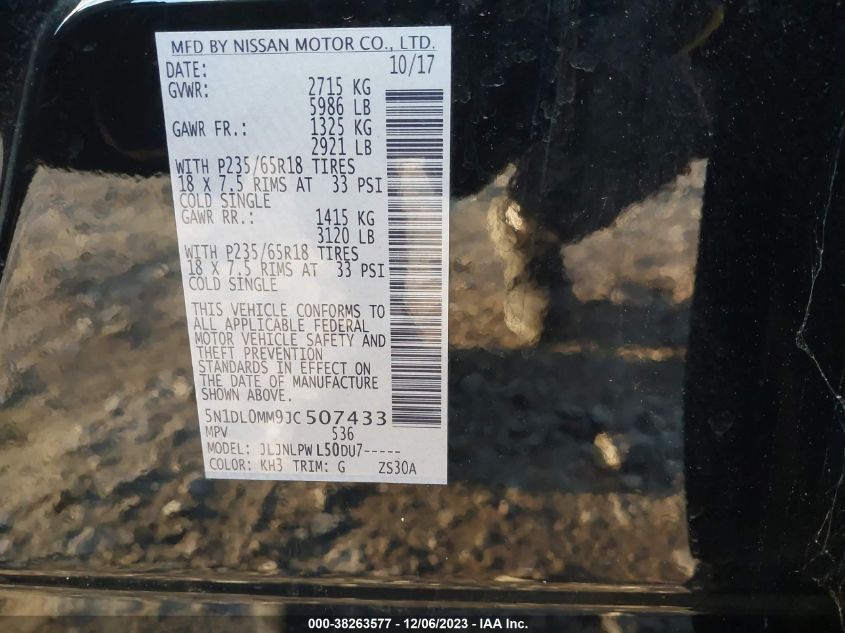 MFD BY NISSAN MOTOR CO., LTD.
DATE: 10/17
GVWR: 2715 KG
5986 LB
GAWR FR.: 1325 KG
2921 LB
WITH P235/65R18 TIRES
18 X 7.5 RIMS AT 33 PSI
COLD SINGLE
GAWR RR.: 1415 KG
3120 LB
WITH P235/65R18 TIRES
18 X 7.5 RIMS AT 33 PSI
COLD SINGLE
THIS VEHICLE CONFORMS TO
ALL APPLICABLE FEDERAL
MOTOR VEHICLE SAFETY AND
THEFT PREVENTION
STANDARDS IN EFFECT ON
THE DATE OF MANUFACTURE
SHOWN ABOVE.
5N1DL0MM9JC507433
MPV 536
MODEL: JLJNLPW L50DU7-----
COLOR: KH3 TRIM: G ZS30A
000-38263577 - 12/06/2023 - IAA Inc.